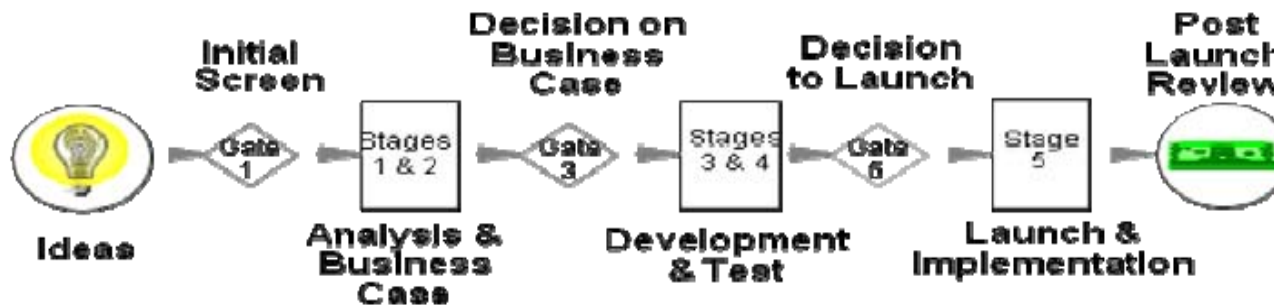 Initial
Screen
Decision on
Business
Case
Decision
to Launch
Post
Launch
Review
Gate
1
Stages
1 & 2
Gate
3
Stages
3 & 4
Gate
5
Stage
5
Ideas
Analysis &
Business
Case
Development
& Test
Launch &
Implementation